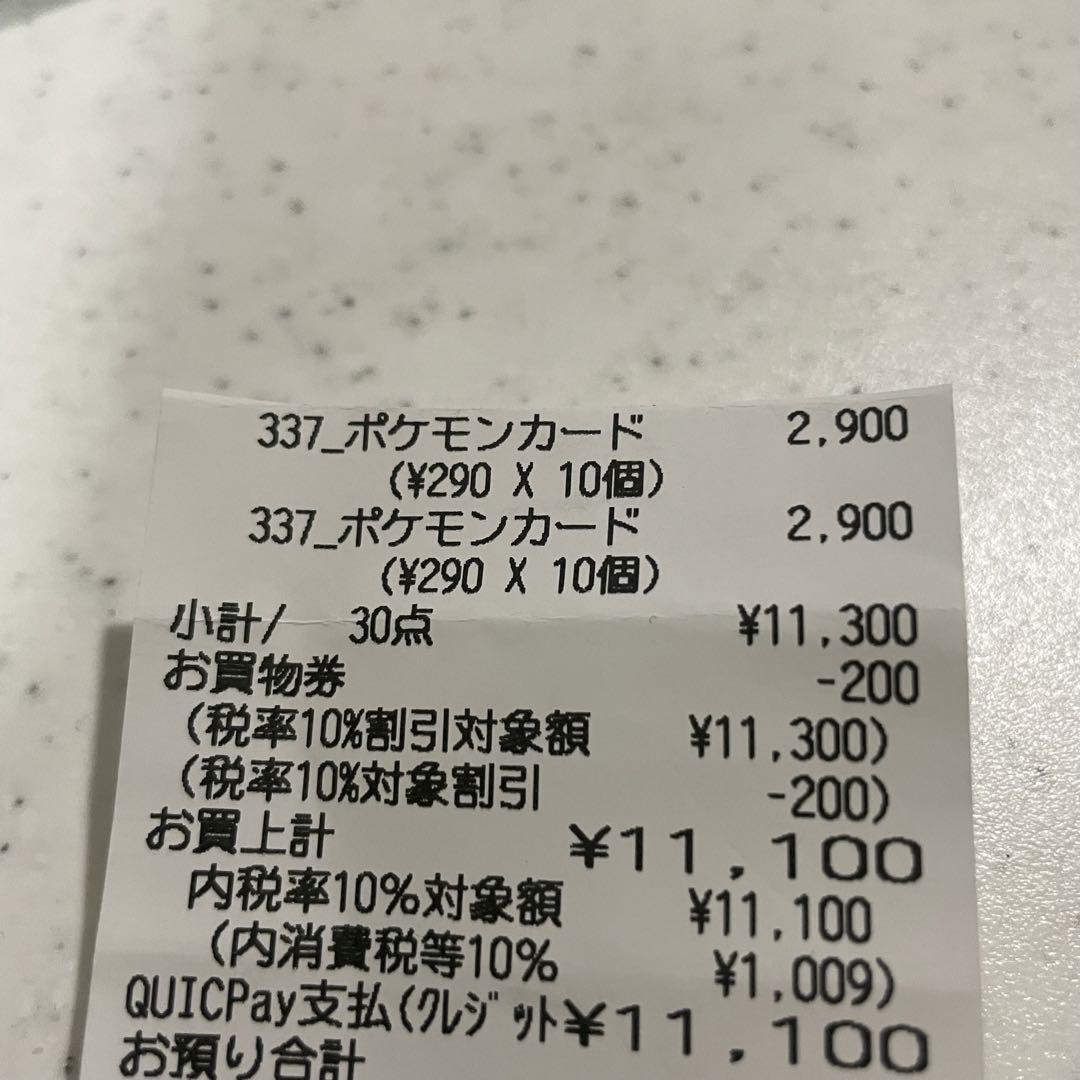 337_ポケモンカード 2,900
(¥290 X 10個)
337_ポケモンカード 2,900
(¥290 X 10個)
小計/ 30点 ¥11,300
お買物券 -200
(税率10%割引対象額 ¥11,300)
(税率10%対象割引 -200)
お買上計 ¥11,100
内税率10%対象額 ¥11,100
(内消費税等10% ¥1,009)
QUICPay支払(クレジット¥11,100
お預り合計